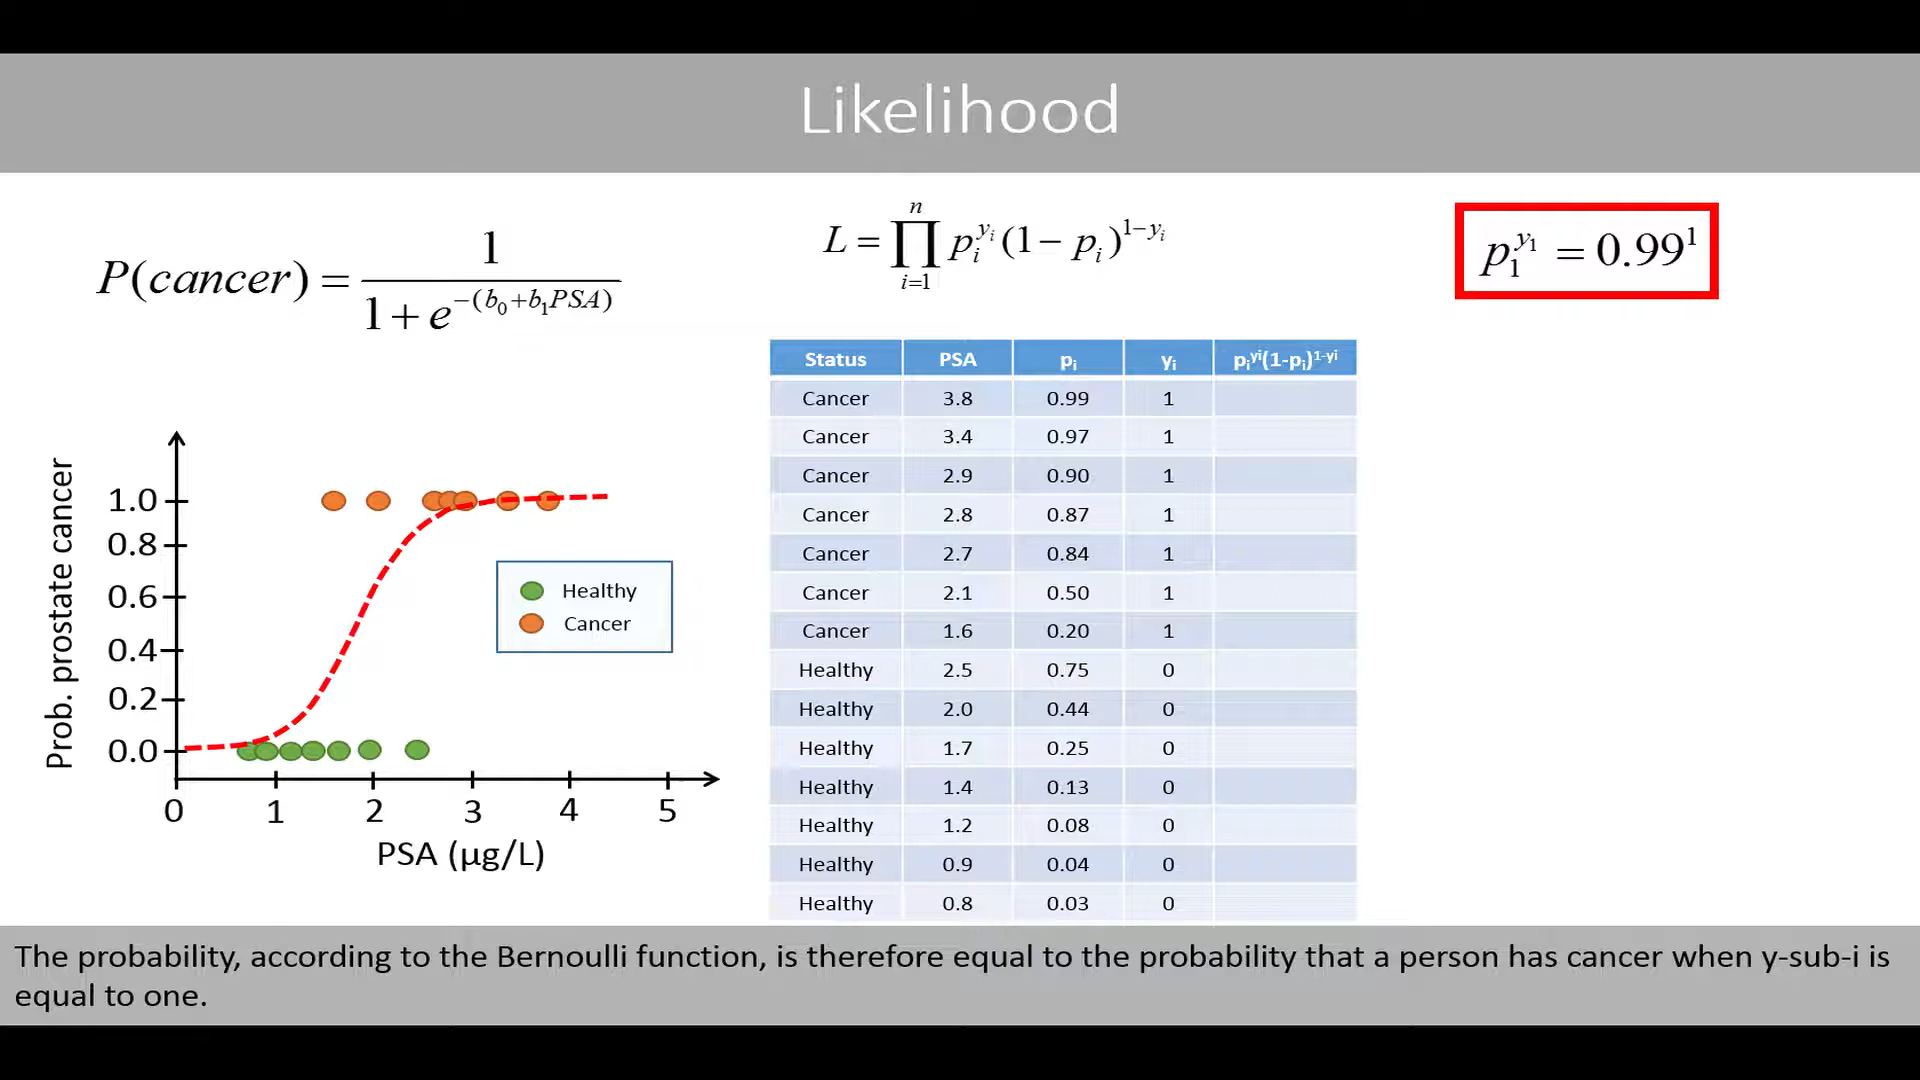 Likelihood
P(cancer) = 1 / (1 + e^{-(b_0+b_1PSA)})
L = ∏_{i=1}^{n} p_i^{y_i}(1 − p_i)^{1−y_i}
p_1^{y_1} = 0.99^1
Prob. prostate cancer
1.0
0.8
0.6
0.4
0.2
0.0
0 1 2 3 4 5
PSA (µg/L)
Healthy
Cancer
Status PSA p_i y_i p_i^{yi}(1-p_i)^{1-yi}
Cancer 3.8 0.99 1
Cancer 3.4 0.97 1
Cancer 2.9 0.90 1
Cancer 2.8 0.87 1
Cancer 2.7 0.84 1
Cancer 2.1 0.50 1
Cancer 1.6 0.20 1
Healthy 2.5 0.75 0
Healthy 2.0 0.44 0
Healthy 1.7 0.25 0
Healthy 1.4 0.13 0
Healthy 1.2 0.08 0
Healthy 0.9 0.04 0
Healthy 0.8 0.03 0
The probability, according to the Bernoulli function, is therefore equal to the probability that a person has cancer when y-sub-i is
equal to one.